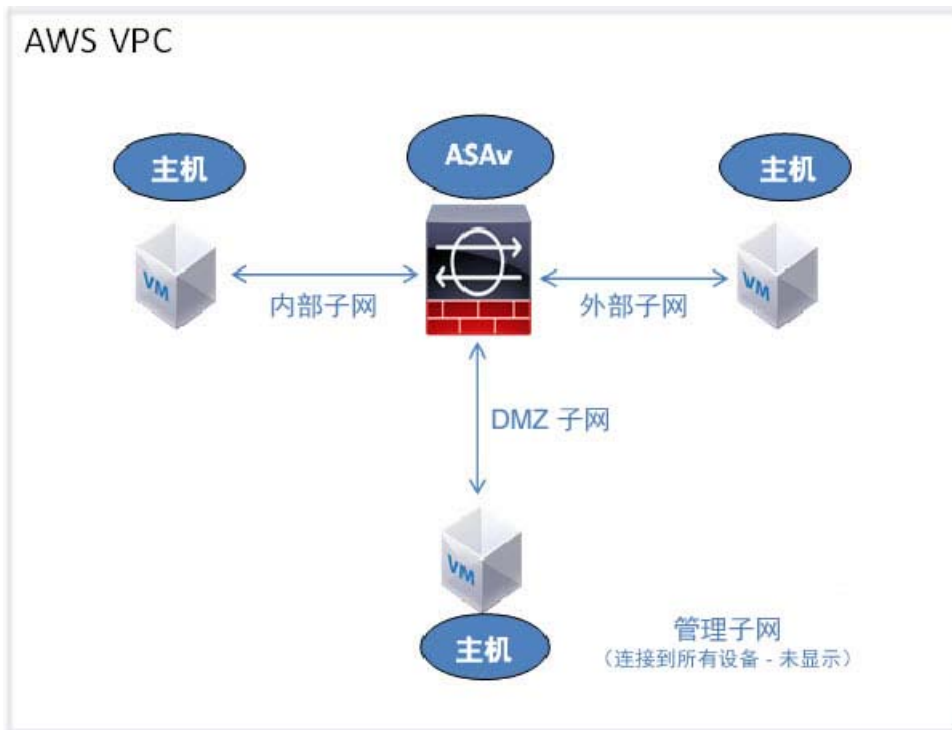 AWS VPC
主机
ASAv
主机
VM
内部子网
外部子网
VM
DMZ 子网
VM
主机
管理子网
（连接到所有设备 - 未显示）